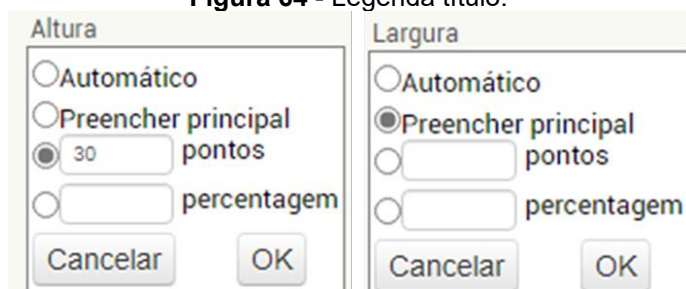 Figura 64 - Legenda título.
Altura
Automático
Preencher principal
30 pontos
percentagem
Cancelar OK
Largura
Automático
Preencher principal
pontos
percentagem
Cancelar OK